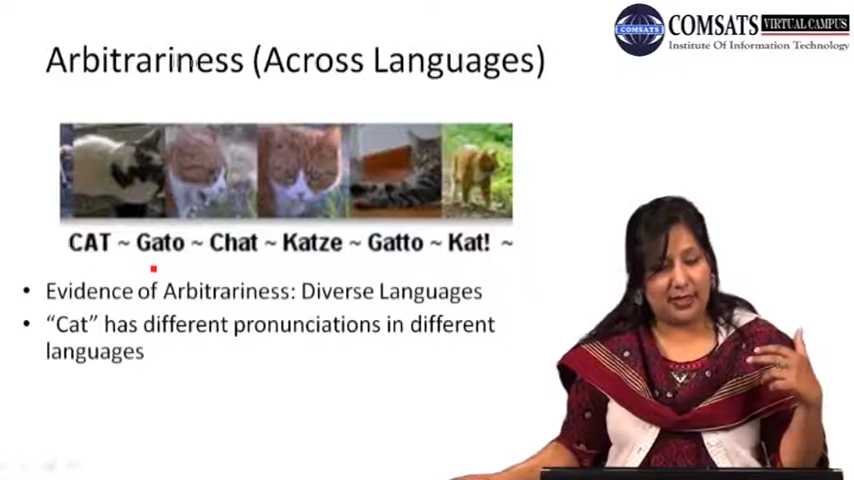 COMSATS VIRTUAL CAMPUS
Institute Of Information Technology
Arbitrariness (Across Languages)
CAT ~ Gato ~ Chat ~ Katze ~ Gatto ~ Kat! ~
• Evidence of Arbitrariness: Diverse Languages
• “Cat” has different pronunciations in different
languages